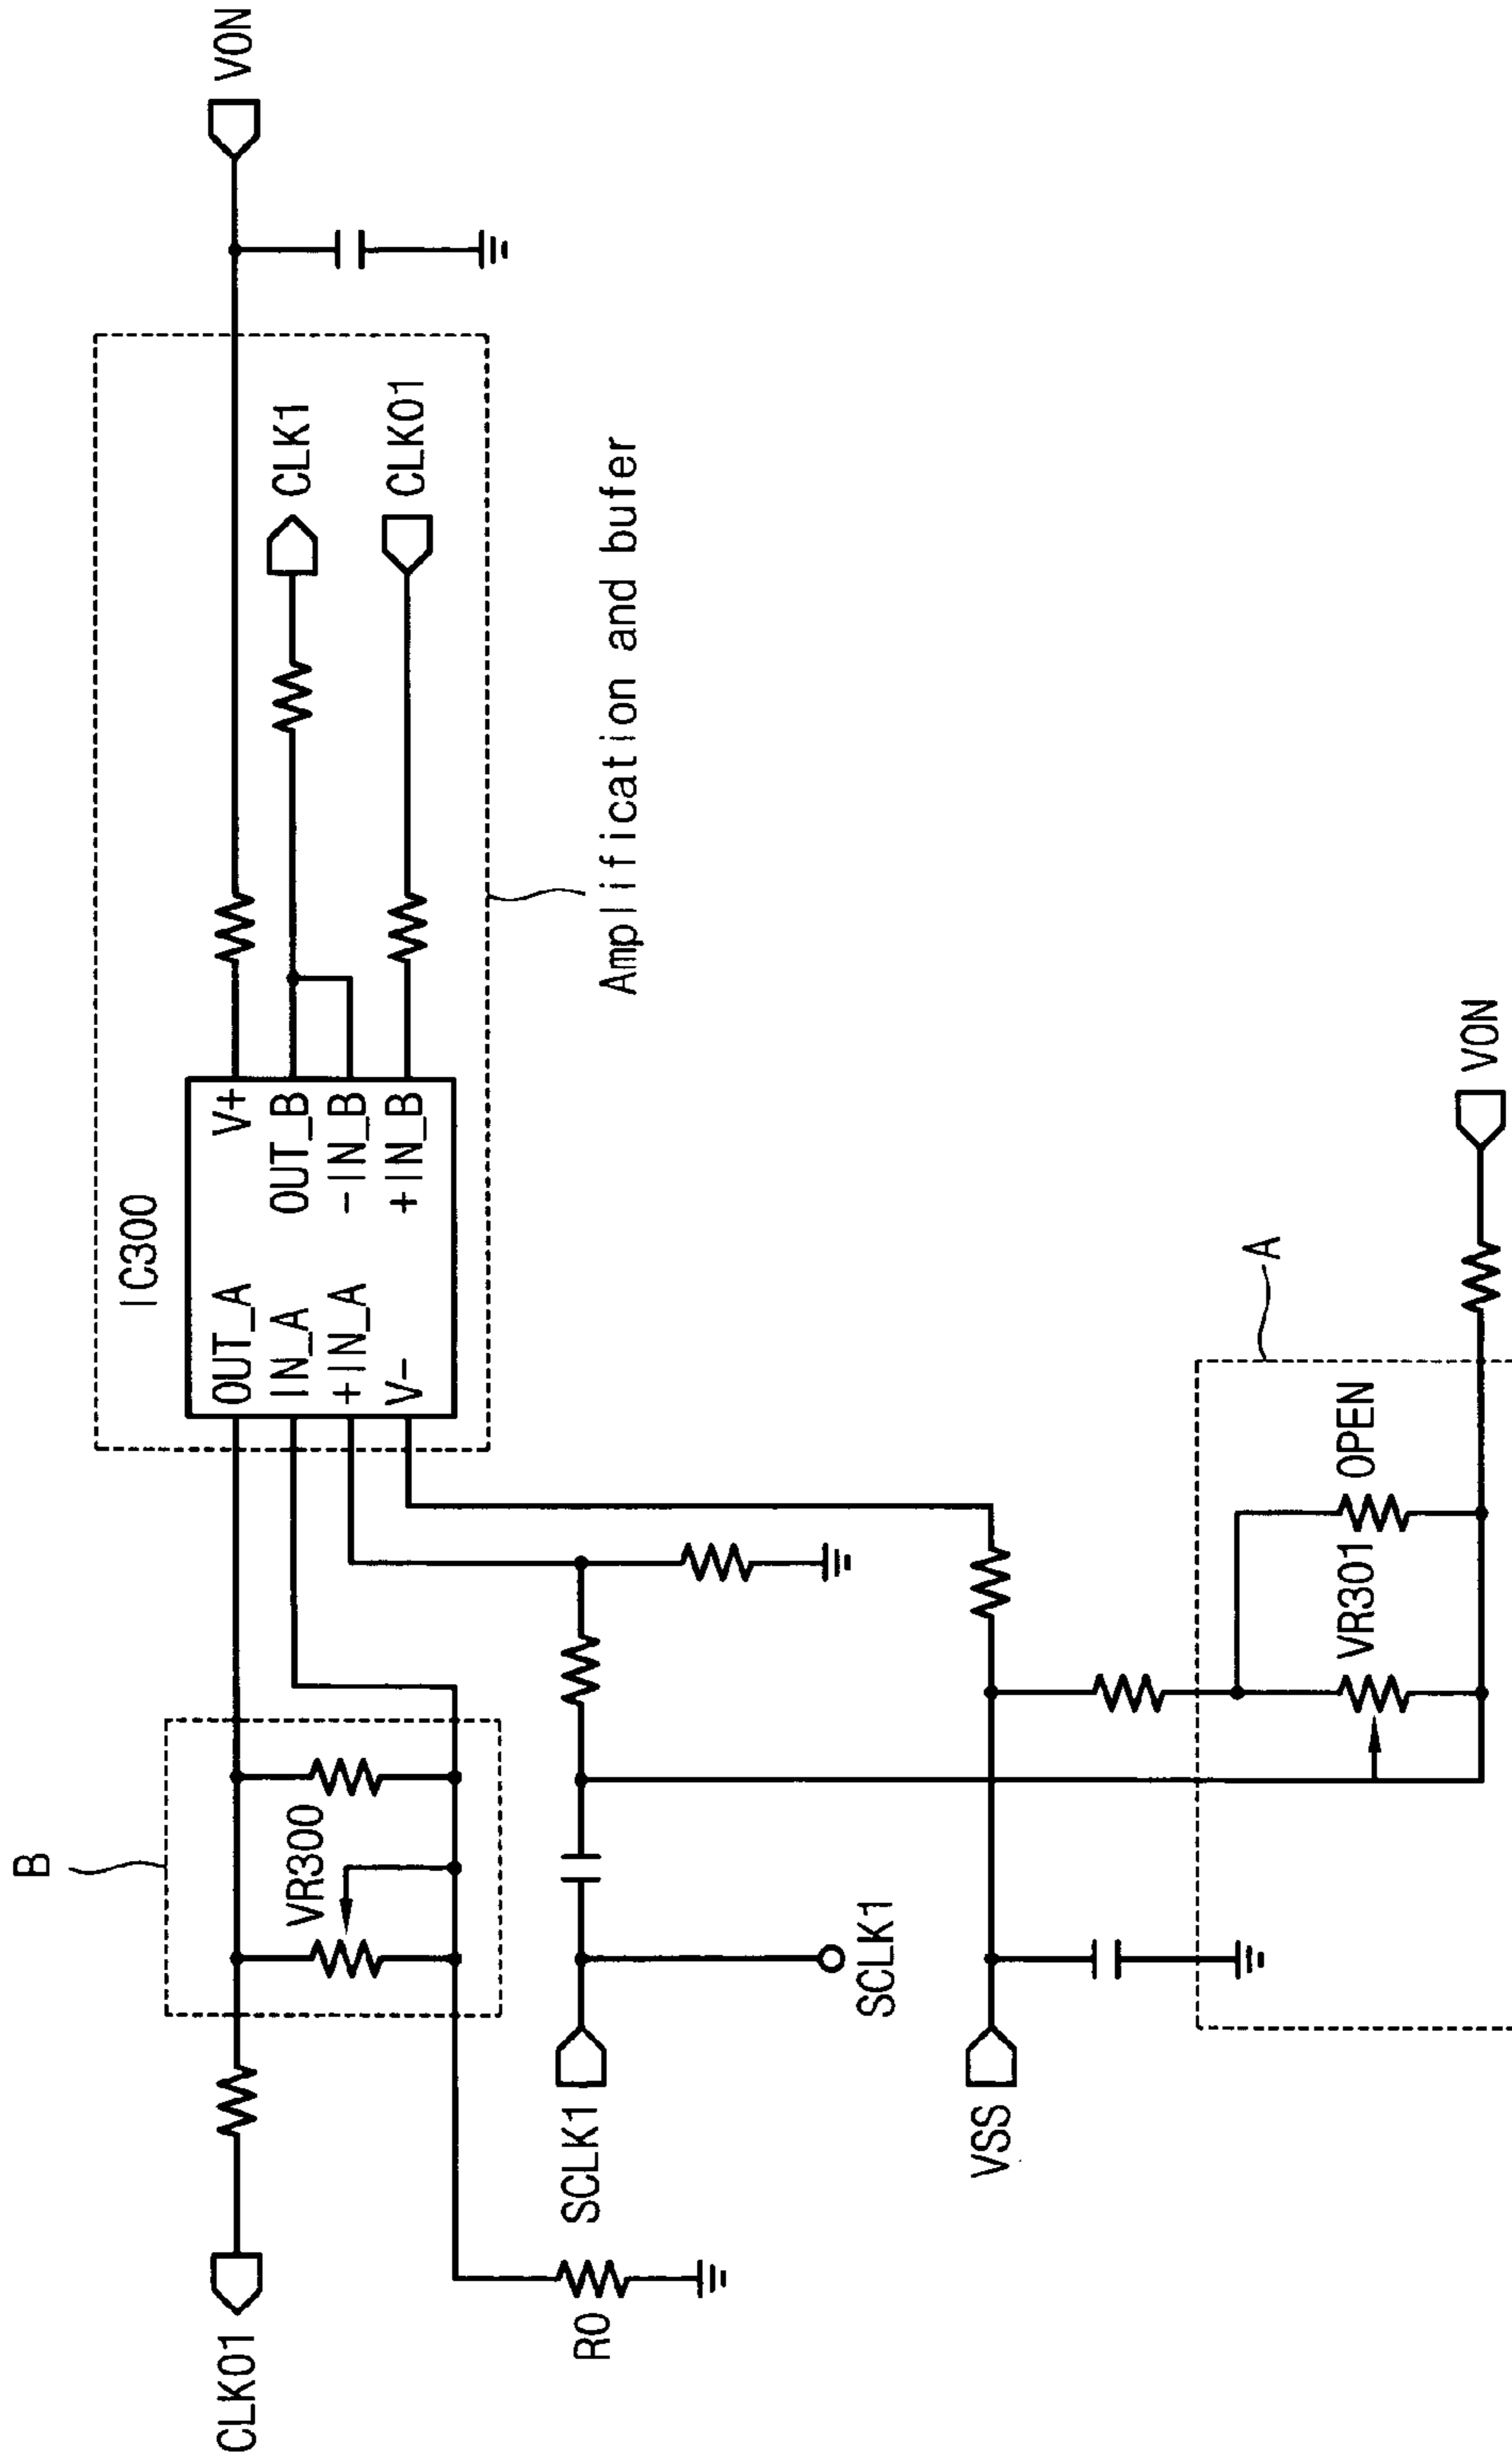 B
IC300
VON
CLK01
VR300
OUT_A
IN_A
+IN_A
V-
V+
OUT_B
-IN_B
+IN_B
CLK1
CLK01
Amplification and bufer
R0
SCLK1
SCLK1
VSS
A
VR301
OPEN
VON